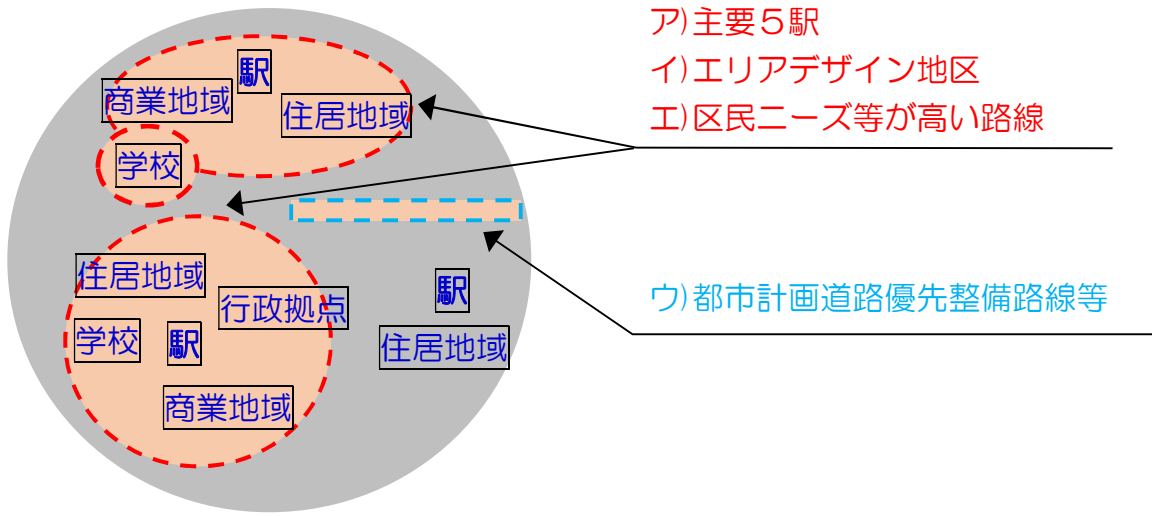 ア)主要５駅
イ)エリアデザイン地区
エ)区民ニーズ等が高い路線
駅
商業地域
住居地域
学校
住居地域
行政拠点
学校
駅
商業地域
駅
住居地域
ウ)都市計画道路優先整備路線等